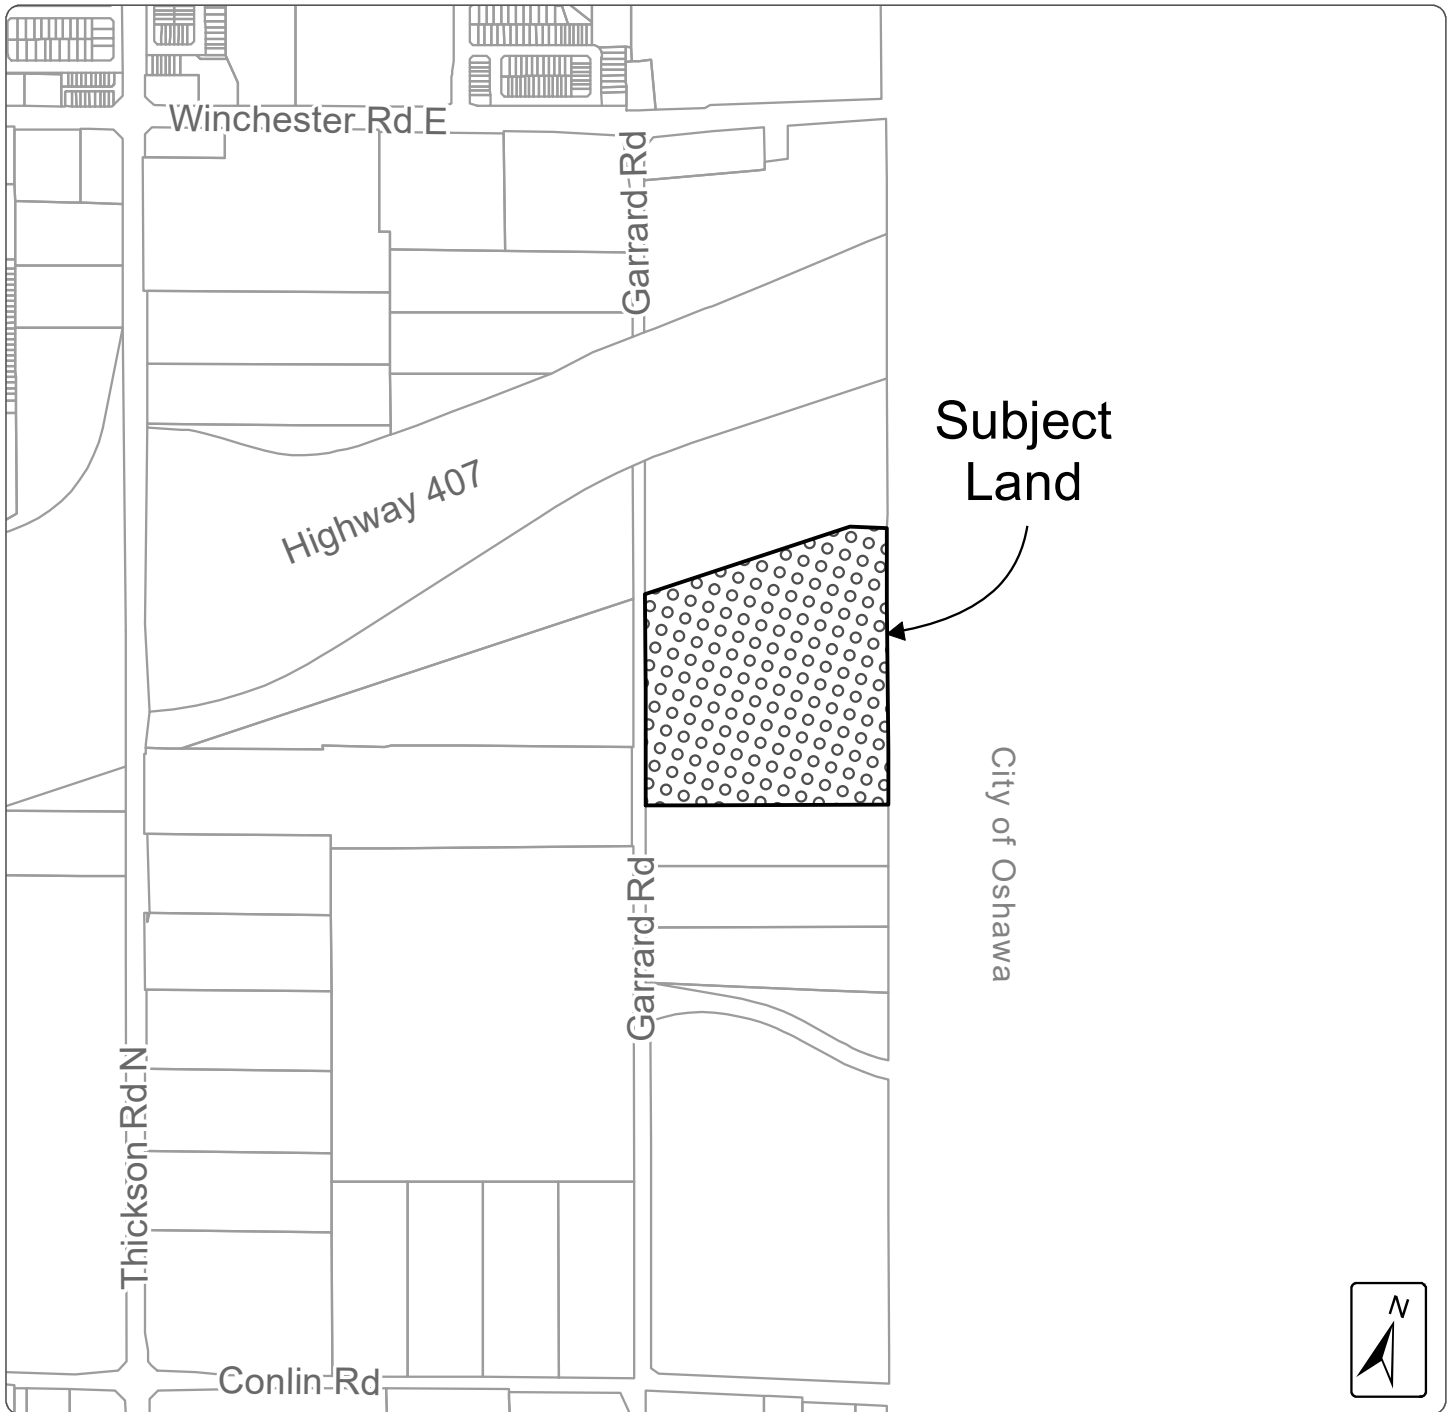 Winchester Rd E
Garrard Rd
Subject
Land
Highway 407
City of Oshawa
Garrard Rd
Thickson Rd N
N
Conlin Rd